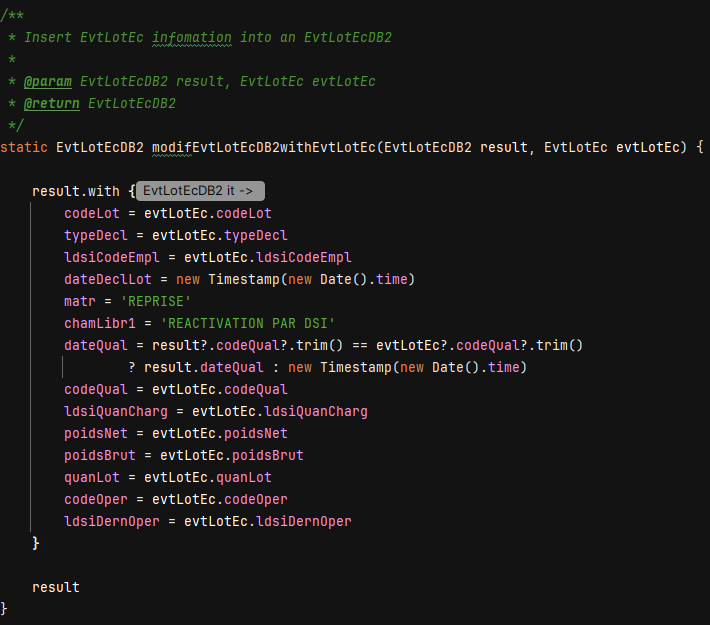 /**
 * Insert EvtLotEc infomation into an EvtLotEcDB2
 *
 * @param EvtLotEcDB2 result, EvtLotEc evtLotEc
 * @return EvtLotEcDB2
 */
static EvtLotEcDB2 modifEvtLotEcDB2withEvtLotEc(EvtLotEcDB2 result, EvtLotEc evtLotEc) {
    result.with { EvtLotEcDB2 it ->
        codeLot = evtLotEc.codeLot
        typeDecl = evtLotEc.typeDecl
        ldsiCodeEmpl = evtLotEc.ldsiCodeEmpl
        dateDeclLot = new Timestamp(new Date().time)
        matr = 'REPRISE'
        chamLibr1 = 'REACTIVATION PAR DSI'
        dateQual = result?.codeQual?.trim() == evtLotEc?.codeQual?.trim()
                ? result.dateQual : new Timestamp(new Date().time)
        codeQual = evtLotEc.codeQual
        ldsiQuanCharg = evtLotEc.ldsiQuanCharg
        poidsNet = evtLotEc.poidsNet
        poidsBrut = evtLotEc.poidsBrut
        quanLot = evtLotEc.quanLot
        codeOper = evtLotEc.codeOper
        ldsiDernOper = evtLotEc.ldsiDernOper
    }
    result
}